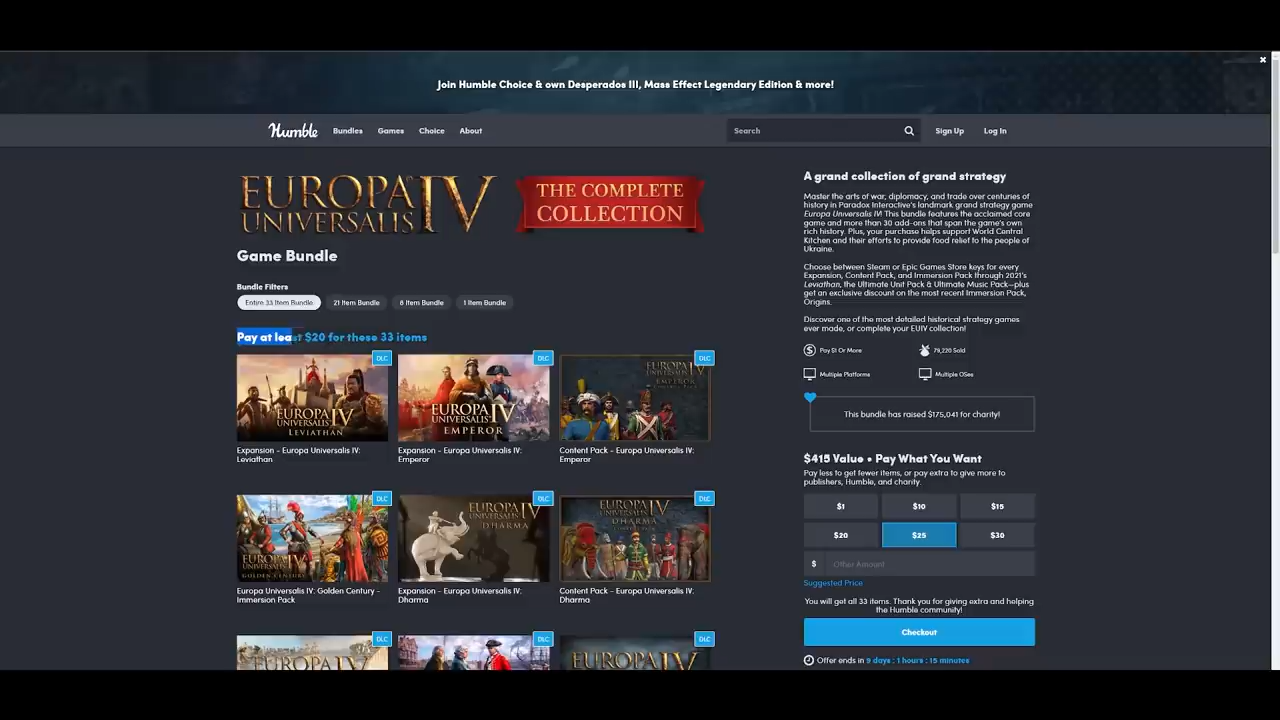 Join Humble Choice & own Desperados III, Mass Effect Legendary Edition & more!
Humble
Bundles
Games
Choice
About
Search
Sign Up
Log In
EUROPA UNIVERSALIS IV
THE COMPLETE
COLLECTION
Game Bundle
Bundle Filters
Entire 33 Item Bundle
21 Item Bundle
8 Item Bundle
1 Item Bundle
Pay at least $20 for these 33 items
DLC
DLC
DLC
EUROPA UNIVERSALIS IV
LEVIATHAN
EUROPA UNIVERSALIS IV
EMPEROR
EUROPA UNIVERSALIS IV
EMPEROR
Expansion - Europa Universalis IV:
Leviathan
Expansion - Europa Universalis IV:
Emperor
Content Pack - Europa Universalis IV:
Emperor
DLC
DLC
DLC
EUROPA UNIVERSALIS IV
GOLDEN CENTURY
EUROPA UNIVERSALIS IV
DHARMA
EUROPA UNIVERSALIS IV
DHARMA
Europa Universalis IV: Golden Century -
Immersion Pack
Expansion - Europa Universalis IV:
Dharma
Content Pack - Europa Universalis IV:
Dharma
DLC
DLC
DLC
EUROPA IV
EUROPA IV
A grand collection of grand strategy
Master the arts of war, diplomacy, and trade over centuries of
history in Paradox Interactive's landmark grand strategy game
Europa Universalis IV! This bundle features the acclaimed core
game and more than 30 add-ons that span the game's own
rich history. Plus, your purchase helps support World Central
Kitchen and their efforts to provide food relief to the people of
Ukraine.
Choose between Steam or Epic Games Store keys for every
Expansion, Content Pack, and Immersion Pack through 2021's
Leviathan, the Ultimate Unit Pack & Ultimate Music Pack—plus
get an exclusive discount on the most recent Immersion Pack,
Origins.
Discover one of the most detailed historical strategy games
ever made, or complete your EUIV collection!
Pay $1 Or More
79,220 Sold
Multiple Platforms
Multiple OSes
This bundle has raised $175,041 for charity!
$415 Value • Pay What You Want
Pay less to get fewer items, or pay extra to give more to
publishers, Humble, and charity.
$1
$10
$15
$20
$25
$30
$
Other Amount
Suggested Price
You will get all 33 items. Thank you for giving extra and helping
the Humble community!
Checkout
Offer ends in 9 days : 1 hours : 15 minutes